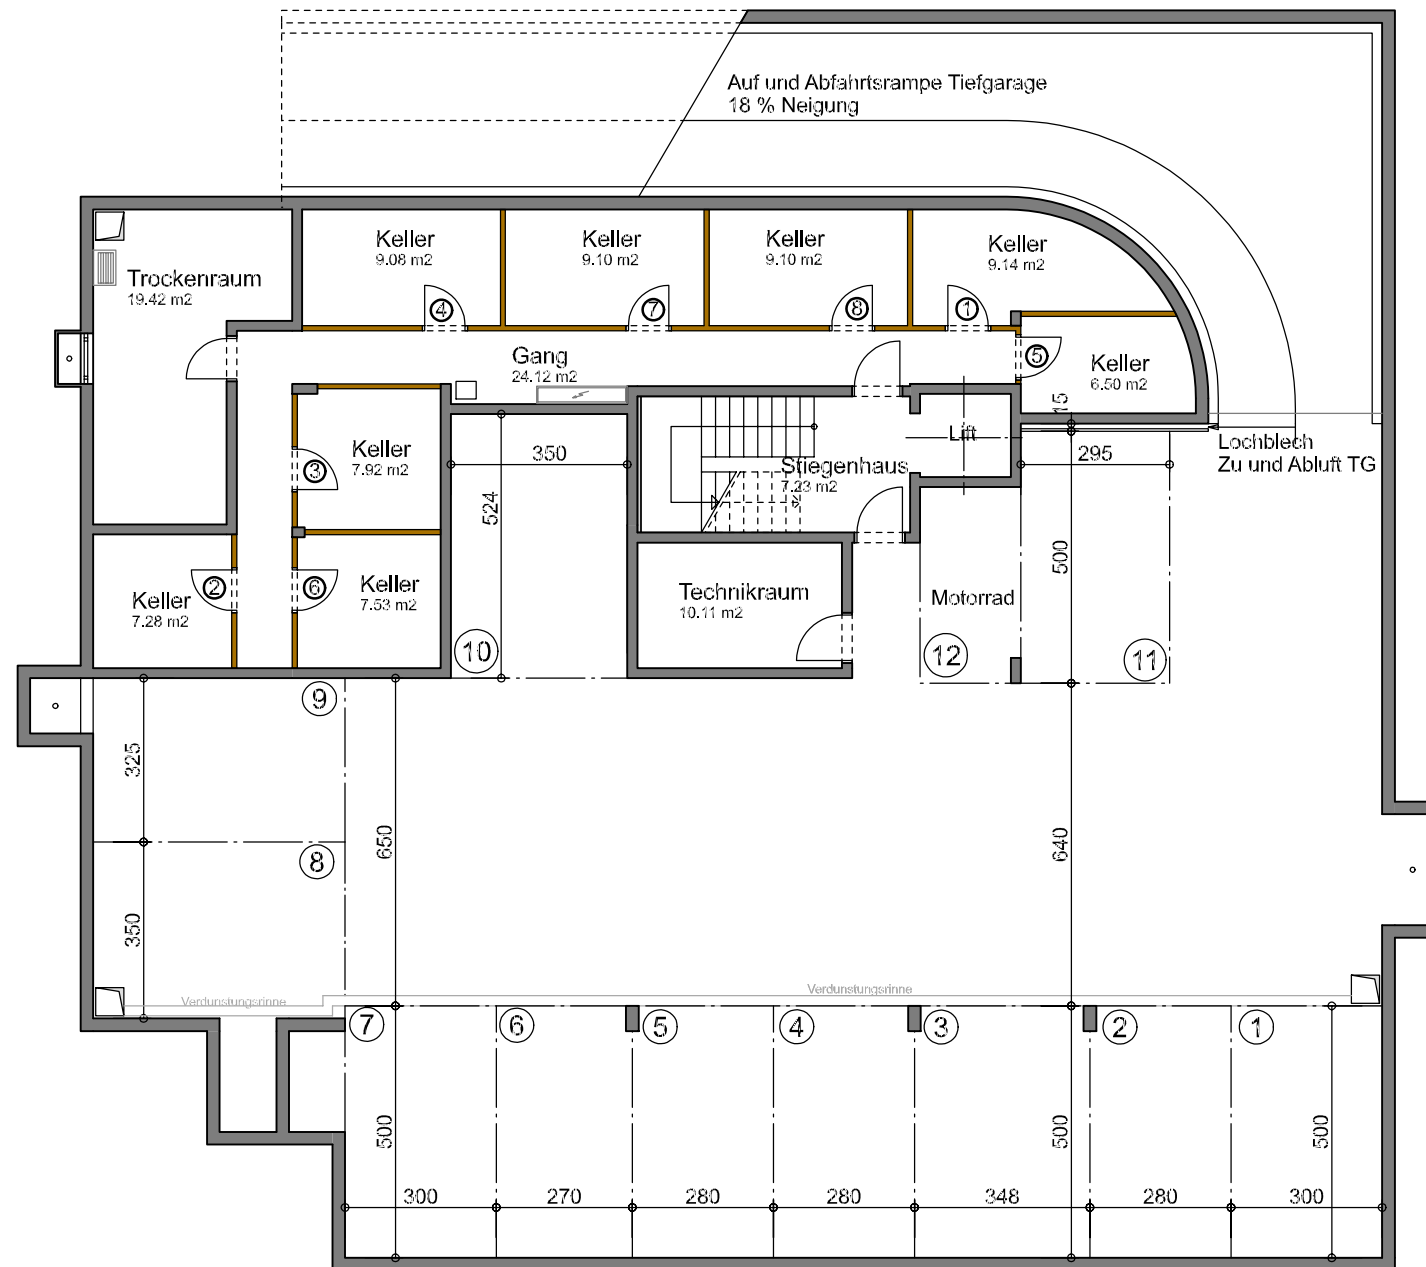 Auf und Abfahrtsrampe Tiefgarage
18 % Neigung
Keller
9.08 m2
Keller
9.10 m2
Keller
9.10 m2
Keller
9.14 m2
Trockenraum
19.42 m2
4
7
8
1
Gang
24.12 m2
5
Keller
6.50 m2
15
Lift
Lochblech
Zu und Abluft TG
Keller
7.92 m2
3
350
Stiegenhaus
7.23 m2
295
524
500
2
6
Keller
7.53 m2
Keller
7.28 m2
Technikraum
10.11 m2
Motorrad
10
12
11
9
325
650
640
8
350
Verdunstungsrinne
Verdunstungsrinne
7
6
5
4
3
2
1
500
500
500
300
270
280
280
348
280
300